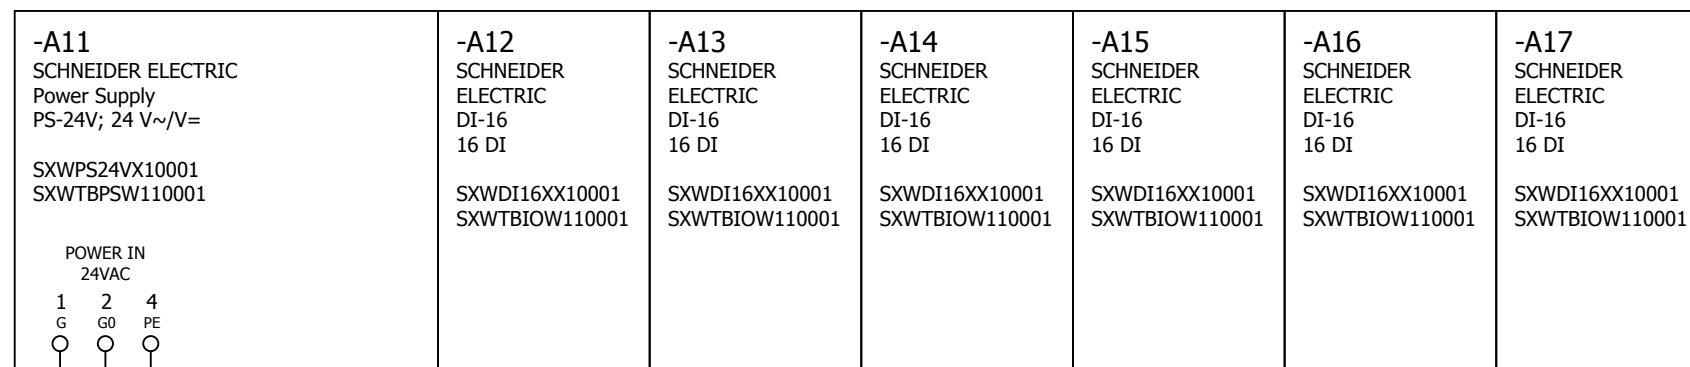 -A11
SCHNEIDER ELECTRIC
Power Supply
PS-24V; 24 V~/V=
SXWPS24VX10001
SXWTBPSW110001
POWER IN
24VAC
1 2 4
G G0 PE
-A12
SCHNEIDER
ELECTRIC
DI-16
16 DI
SXWDI16XX10001
SXWTBIOW110001
-A13
SCHNEIDER
ELECTRIC
DI-16
16 DI
SXWDI16XX10001
SXWTBIOW110001
-A14
SCHNEIDER
ELECTRIC
DI-16
16 DI
SXWDI16XX10001
SXWTBIOW110001
-A15
SCHNEIDER
ELECTRIC
DI-16
16 DI
SXWDI16XX10001
SXWTBIOW110001
-A16
SCHNEIDER
ELECTRIC
DI-16
16 DI
SXWDI16XX10001
SXWTBIOW110001
-A17
SCHNEIDER
ELECTRIC
DI-16
16 DI
SXWDI16XX10001
SXWTBIOW110001